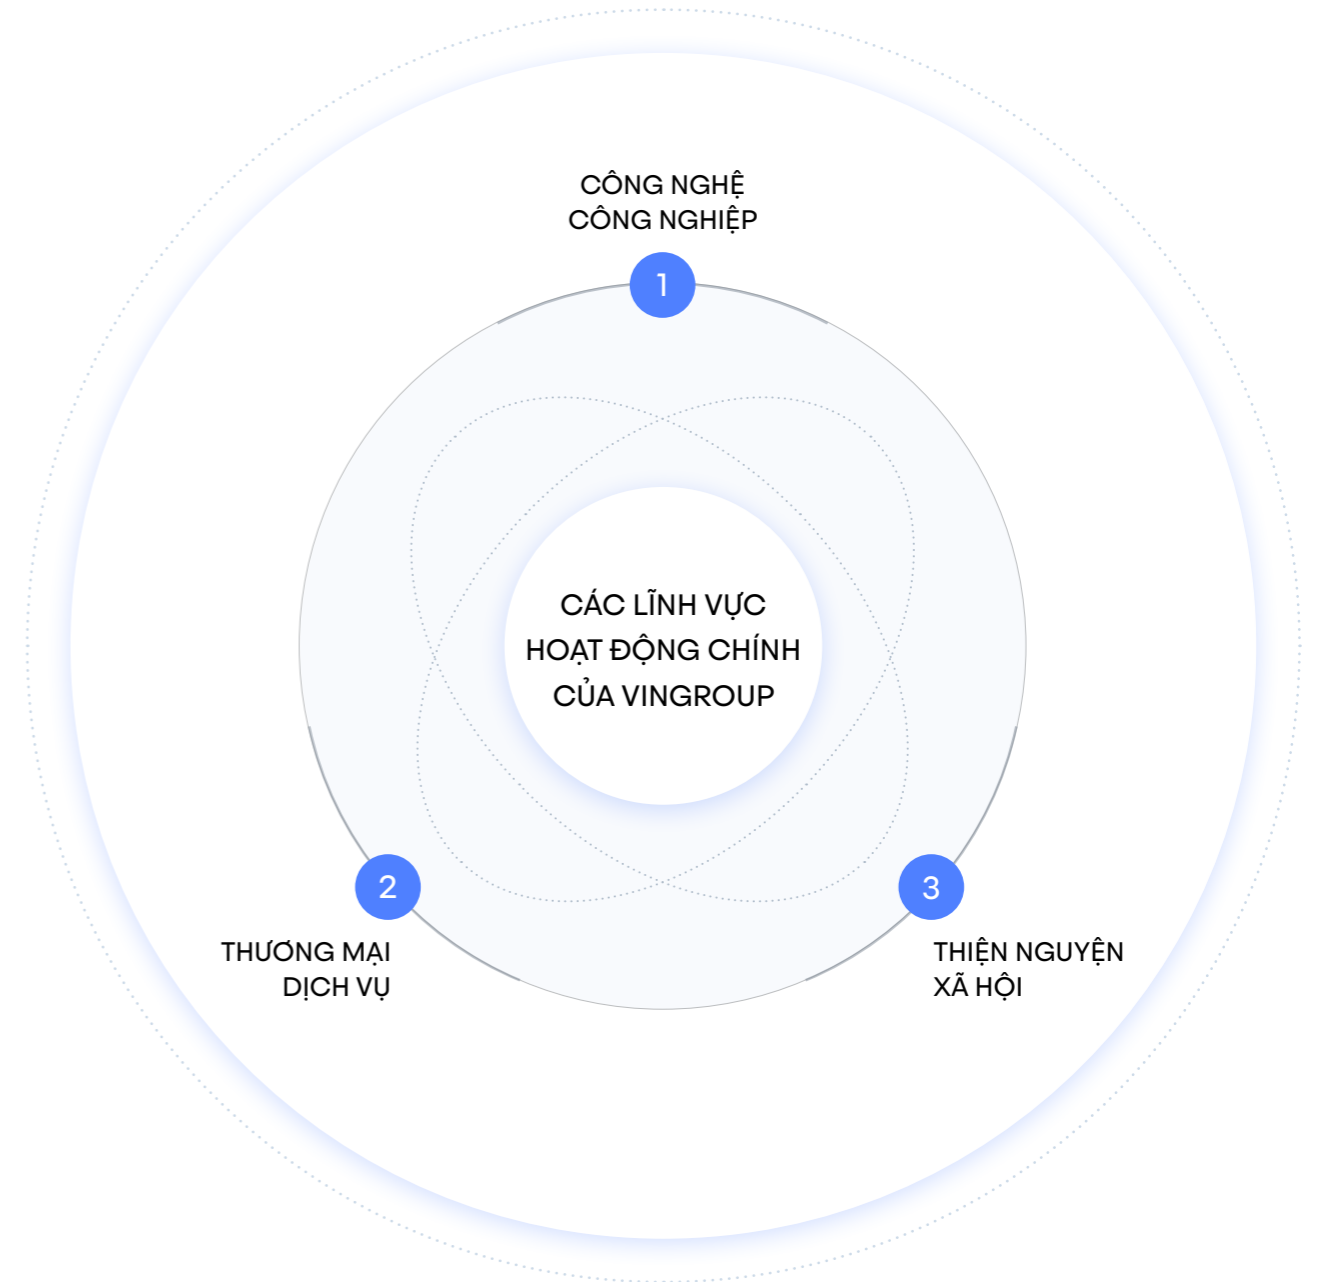 CÔNG NGHỆ
CÔNG NGHIỆP
1
CÁC LĨNH VỰC
HOẠT ĐỘNG CHÍNH
CỦA VINGROUP
2
THƯƠNG MẠI
DỊCH VỤ
3
THIỆN NGUYỆN
XÃ HỘI